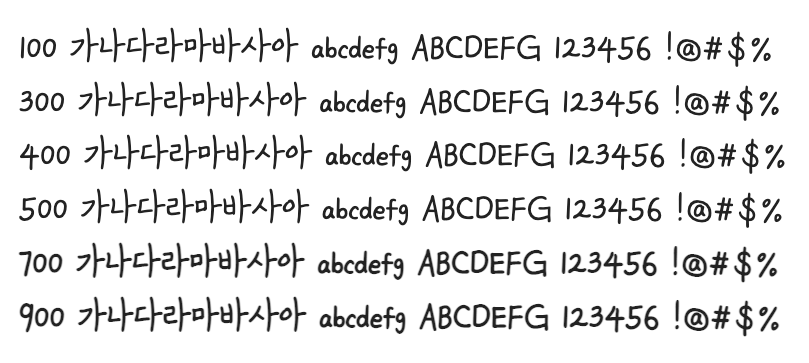 100 가나다라마바사아 abcdefg ABCDEFG 123456 !@#$%
300 가나다라마바사아 abcdefg ABCDEFG 123456 !@#$%
400 가나다라마바사아 abcdefg ABCDEFG 123456 !@#$%
500 가나다라마바사아 abcdefg ABCDEFG 123456 !@#$%
700 가나다라마바사아 abcdefg ABCDEFG 123456 !@#$%
900 가나다라마바사아 abcdefg ABCDEFG 123456 !@#$%